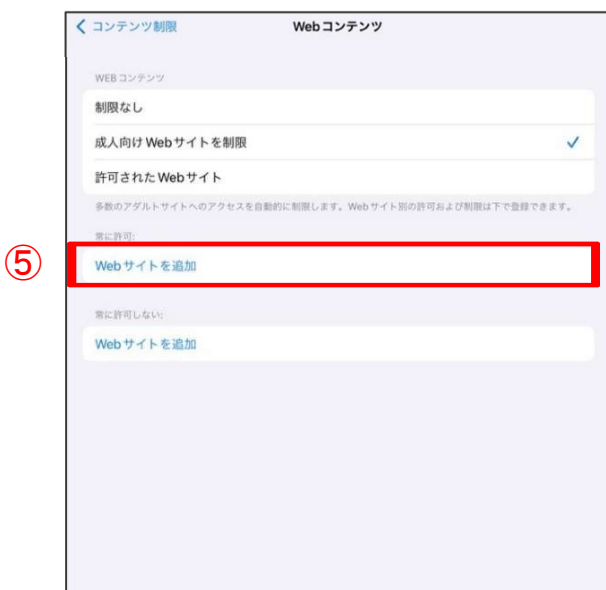 コンテンツ制限 Webコンテンツ
WEBコンテンツ
制限なし
成人向けWebサイトを制限
許可されたWebサイト
多数のアダルトサイトへのアクセスを自動的に制限します。Webサイト別の許可および制限は下で登録できます。
常に許可:
⑤ Webサイトを追加
常に許可しない:
Webサイトを追加